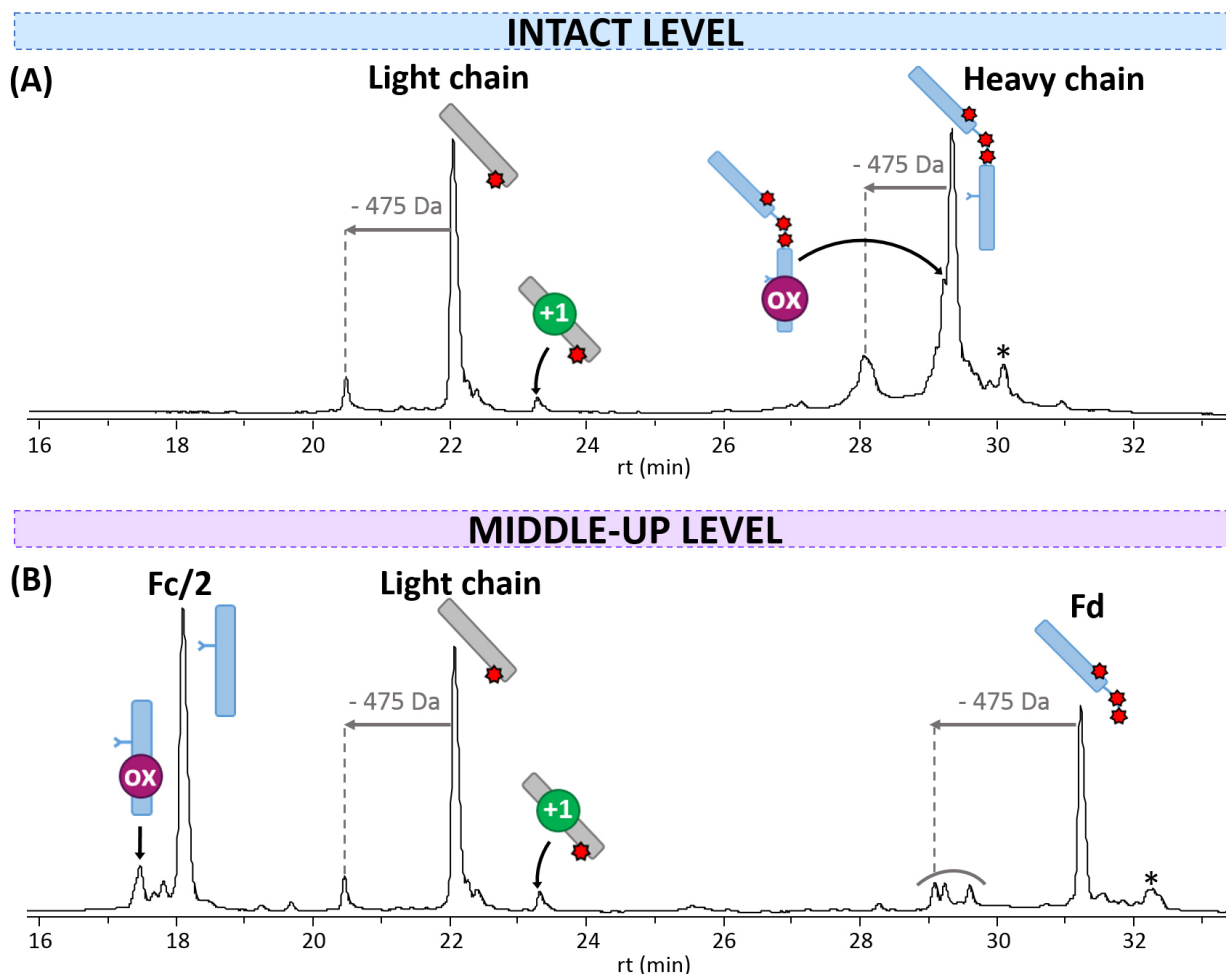 INTACT LEVEL
(A)
Light chain
Heavy chain
- 475 Da
- 475 Da
+1
OX
*
16 18 20 22 24 26 28 30 32
rt (min)
MIDDLE-UP LEVEL
(B)
Fc/2
Light chain
Fd
- 475 Da
- 475 Da
OX
+1
*
16 18 20 22 24 26 28 30 32
rt (min)